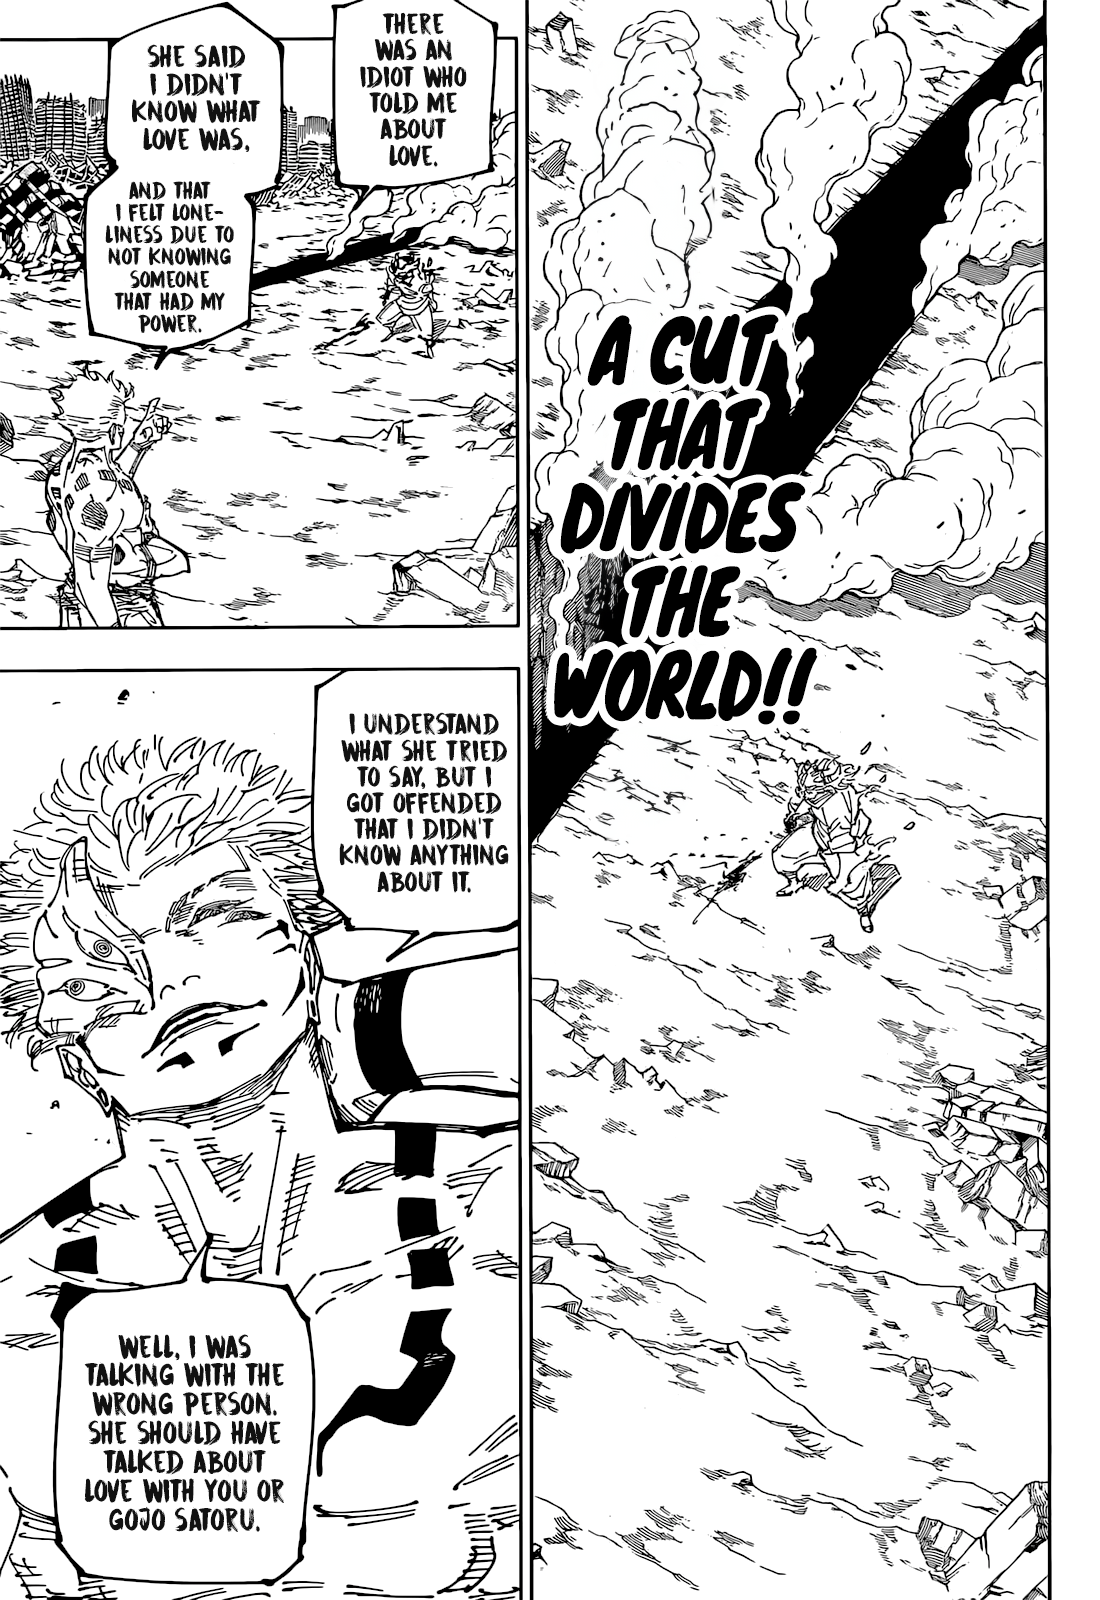 A CUT
THAT
DIVIDES
THE
WORLD!!
THERE
WAS AN
IDIOT WHO
TOLD ME
ABOUT
LOVE.
SHE SAID
I DIDN'T
KNOW WHAT
LOVE WAS,
AND THAT
I FELT LONE-
LINESS DUE TO
NOT KNOWING
SOMEONE
THAT HAD MY
POWER.
I UNDERSTAND
WHAT SHE TRIED
TO SAY, BUT I
GOT OFFENDED
THAT I DIDN'T
KNOW ANYTHING
ABOUT IT.
WELL, I WAS
TALKING WITH THE
WRONG PERSON.
SHE SHOULD HAVE
TALKED ABOUT
LOVE WITH YOU OR
GOJO SATORU.